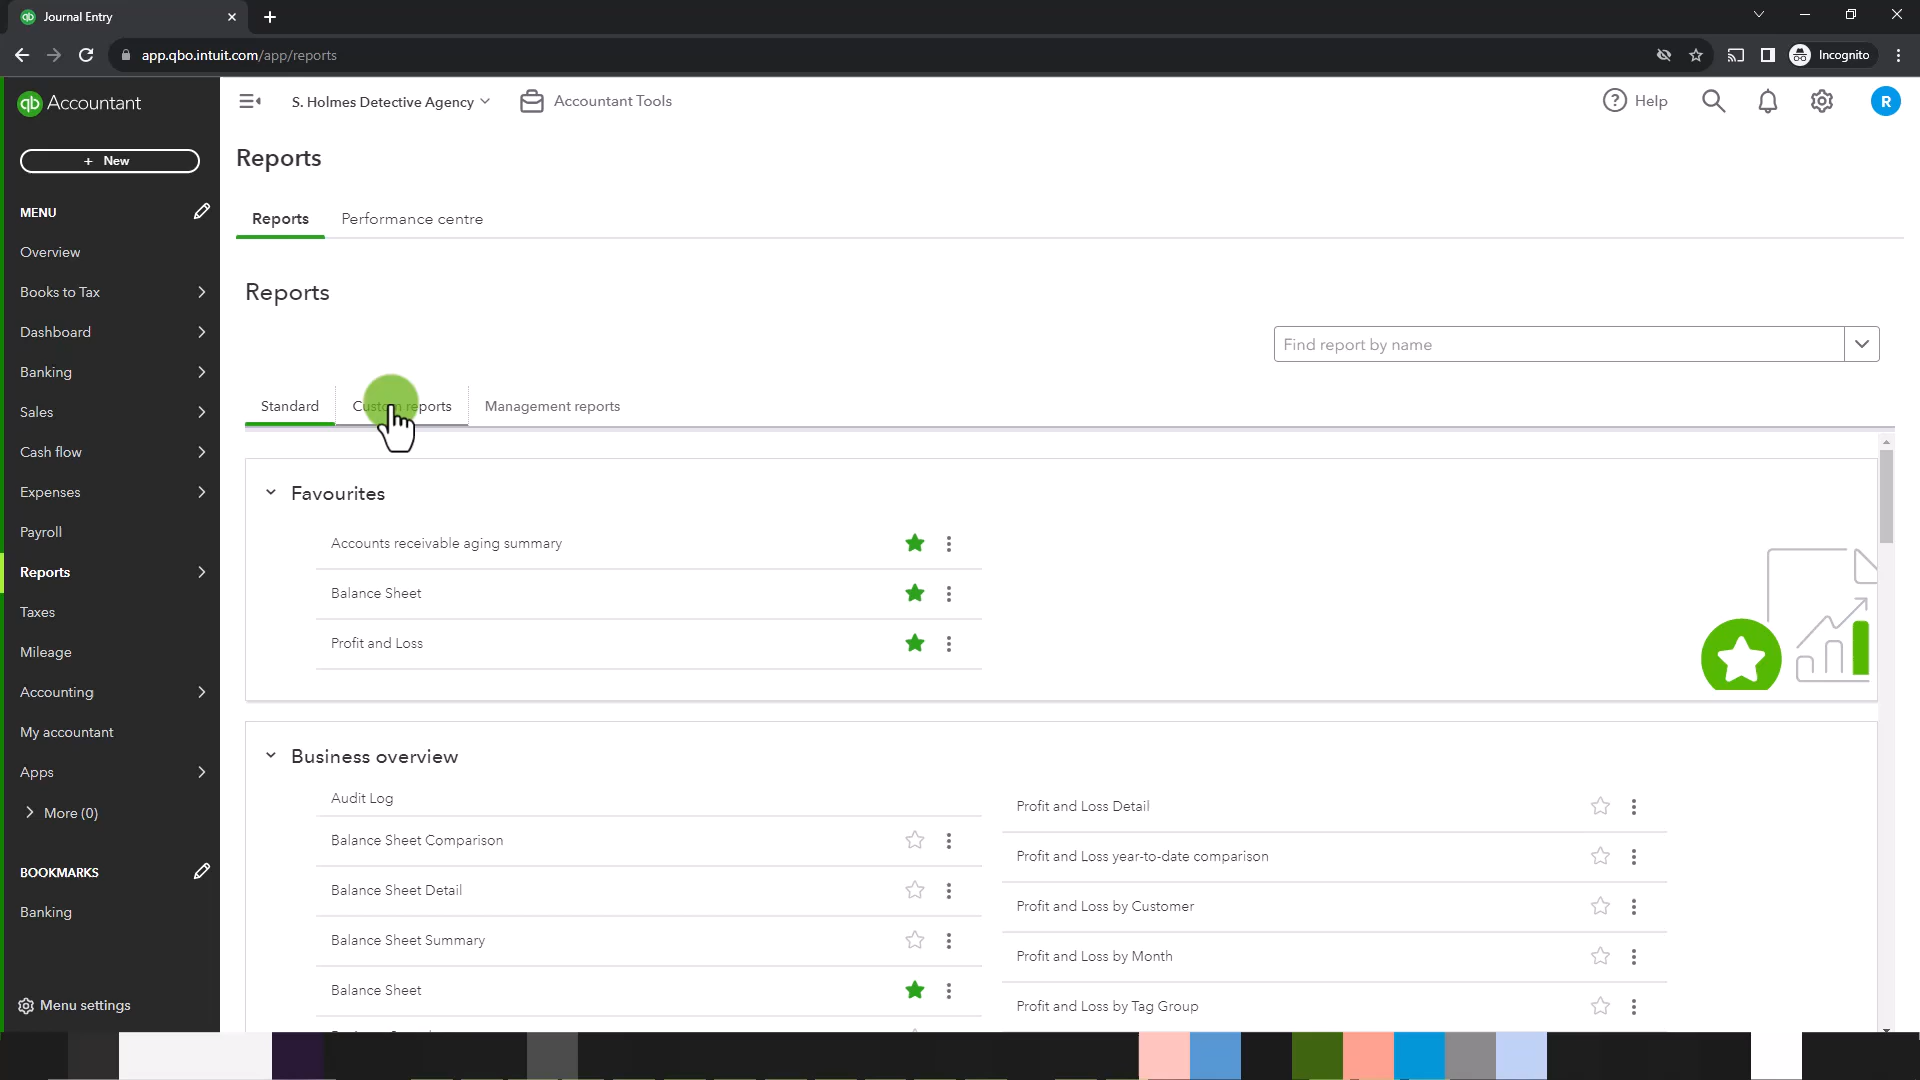 Journal Entry
app.qbo.intuit.com/app/reports
Incognito
qb Accountant
S. Holmes Detective Agency
Accountant Tools
Help
R
+ New
Reports
MENU
Reports
Performance centre
Overview
Books to Tax
Reports
Dashboard
Find report by name
Banking
Sales
Standard
Custom reports
Management reports
Cash flow
Expenses
Favourites
Payroll
Accounts receivable aging summary
Reports
Balance Sheet
Taxes
Profit and Loss
Mileage
Accounting
My accountant
Business overview
Apps
More (0)
Audit Log
Profit and Loss Detail
Balance Sheet Comparison
Profit and Loss year-to-date comparison
BOOKMARKS
Balance Sheet Detail
Profit and Loss by Customer
Banking
Balance Sheet Summary
Profit and Loss by Month
Balance Sheet
Profit and Loss by Tag Group
Menu settings